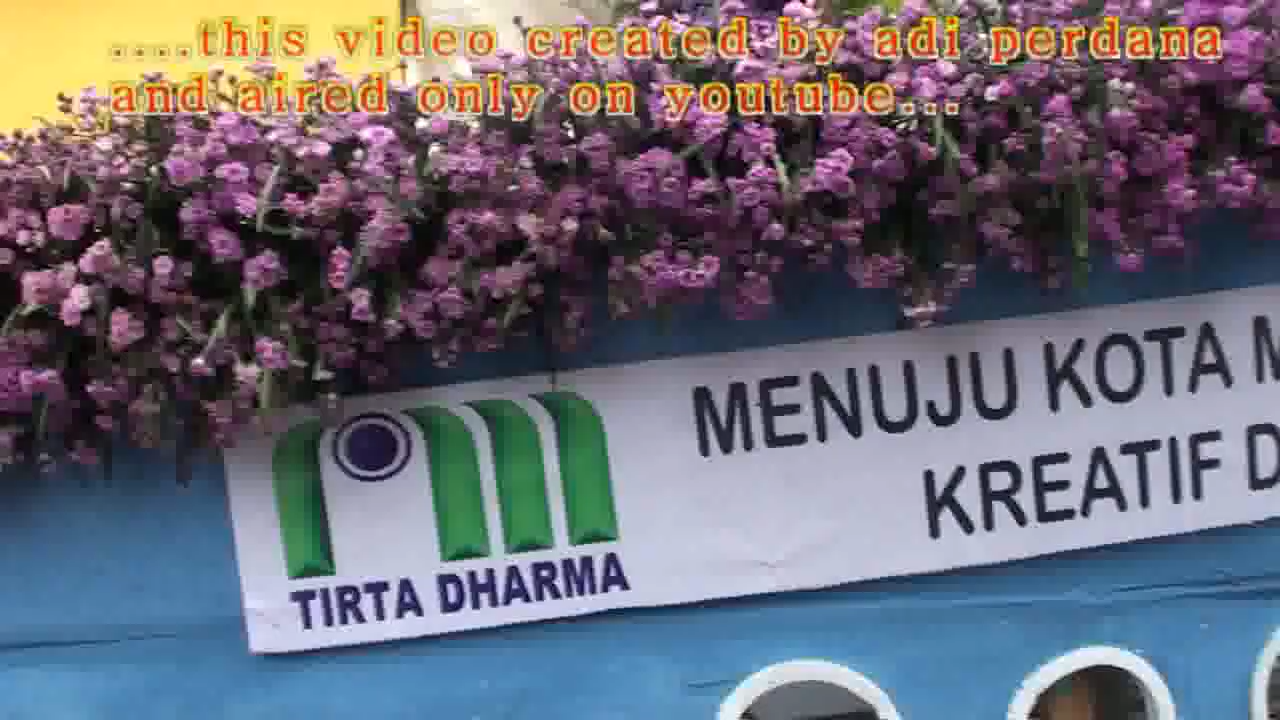 ....this video created by adi perdana
and aired only on youtube...
MENUJU KOTA
KREATIF
TIRTA DHARMA